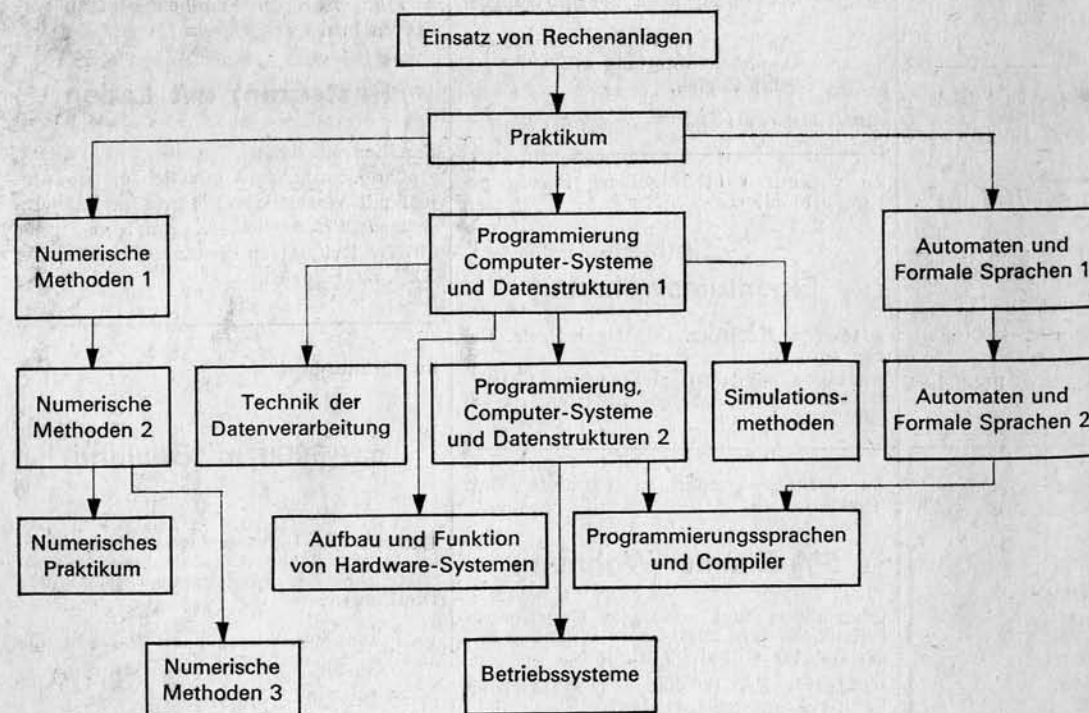 Einsatz von Rechenanlagen
Praktikum
Numerische
Methoden 1
Programmierung
Computer-Systeme
und Datenstrukturen 1
Automaten und
Formale Sprachen 1
Numerische
Methoden 2
Technik der
Datenverarbeitung
Programmierung,
Computer-Systeme
und Datenstrukturen 2
Simulations-
methoden
Automaten und
Formale Sprachen 2
Numerisches
Praktikum
Aufbau und Funktion
von Hardware-Systemen
Programmierungssprachen
und Compiler
Numerische
Methoden 3
Betriebssysteme